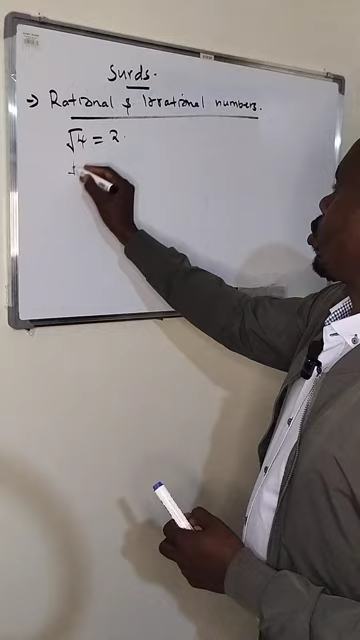 Surds.
-> Rational & Irrational numbers.
√4 = 2.